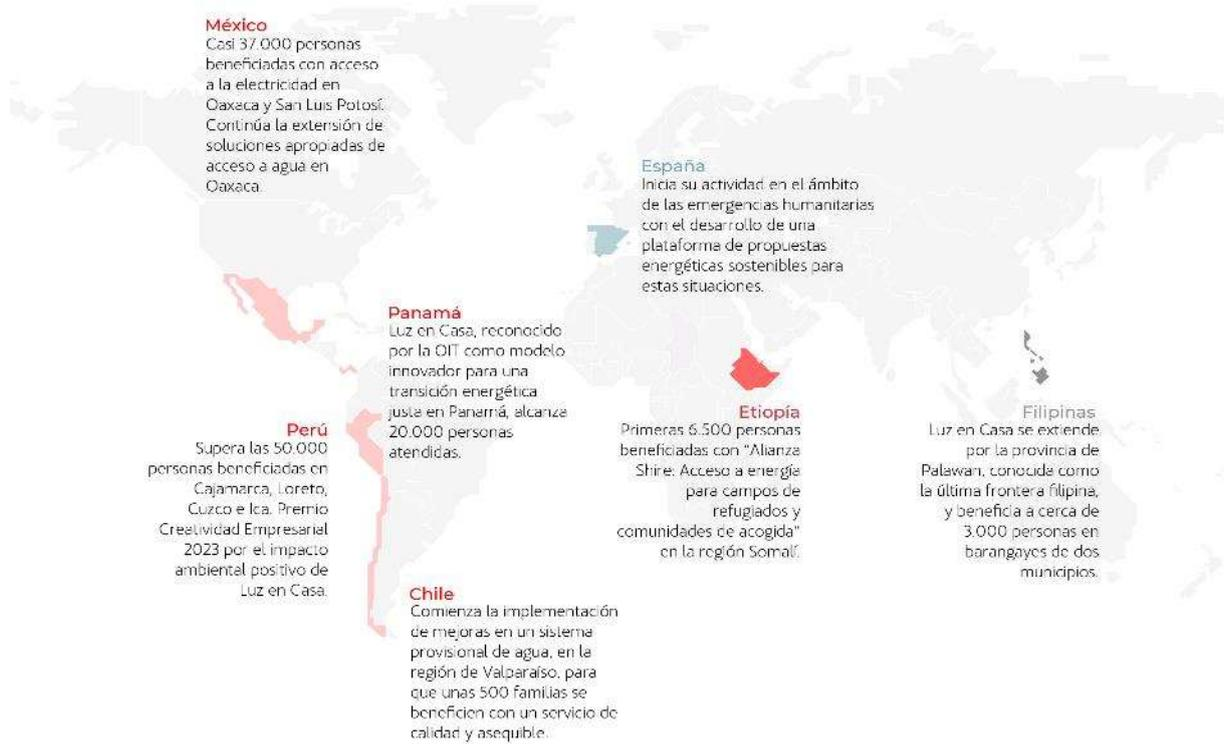 México
Casi 37.000 personas
beneficiadas con acceso
a la electricidad en
Oaxaca y San Luis Potosí.
Continúa la extensión de
soluciones apropiadas de
acceso a agua en
Oaxaca.
España
Inicia su actividad en el ámbito
de las emergencias humanitarias
con el desarrollo de una
plataforma de propuestas
energéticas sostenibles para
estas situaciones.
Panamá
Luz en Casa, reconocido
por la OIT como modelo
innovador para una
transición energética
justa en Panamá, alcanza
20.000 personas
atendidas.
Perú
Supera las 50.000
personas beneficiadas en
Cajamarca, Loreto,
Cuzco e Ica. Premio
Creatividad Empresarial
2023 por el impacto
ambiental positivo de
Luz en Casa.
Etiopía
Primeras 6.500 personas
beneficiadas con "Alianza
Shire: Acceso a energía
para campos de
refugiados y
comunidades de acogida"
en la región Somalí.
Filipinas
Luz en Casa se extiende
por la provincia de
Palawan, conocida como
la última frontera filipina,
y beneficia a cerca de
3.000 personas en
barangayes de dos
municipios.
Chile
Comienza la implementación
de mejoras en un sistema
provisional de agua, en la
región de Valparaíso, para
que unas 500 familias se
beneficien con un servicio de
calidad y asequible.